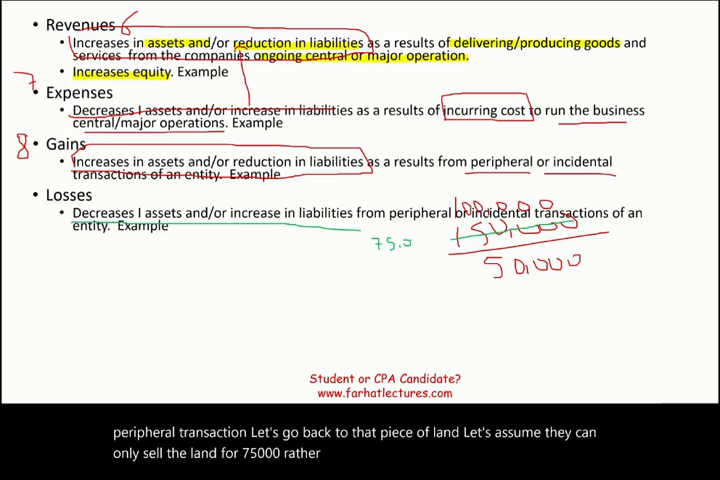 • Revenues 6
• Increases in assets and/or reduction in liabilities as a results of delivering/producing goods and
services from the companies ongoing central or major operation.
• Increases equity. Example
7
• Expenses
• Decreases I assets and/or increase in liabilities as a results of incurring cost to run the business
central/major operations. Example
8
• Gains
• Increases in assets and/or reduction in liabilities as a results from peripheral or incidental
transactions of an entity. Example
• Losses
100,000
• Decreases I assets and/or increase in liabilities from peripheral or incidental transactions of an
entity. Example
150,000
75.0
50,000
Student or CPA Candidate?
www.farhatlectures.com
peripheral transaction Let's go back to that piece of land Let's assume they can
only sell the land for 75000 rather